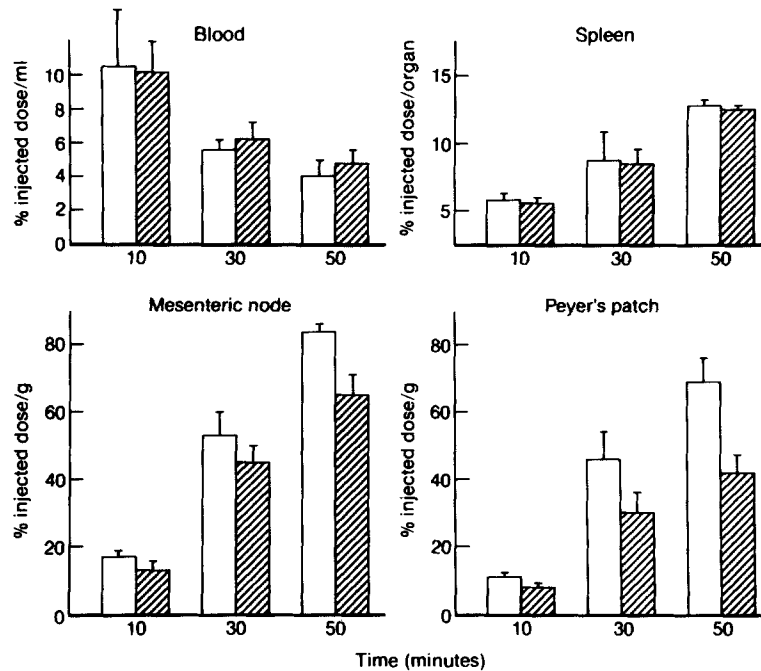 Blood
% injected dose/ml
10
8
6
4
2
0
10 30 50
Spleen
% injected dose/organ
15
10
5
10 30 50
Mesenteric node
% injected dose/g
80
60
40
20
0
10 30 50
Peyer's patch
% injected dose/g
80
60
40
20
0
10 30 50
Time (minutes)